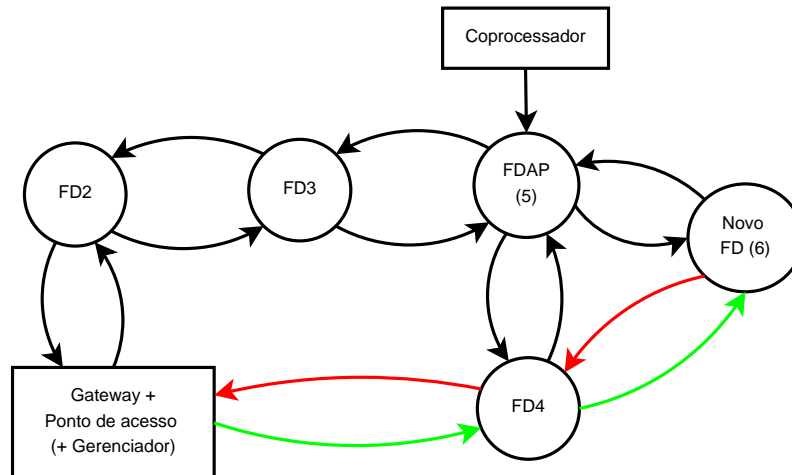 Coprocessador
FD2
FD3
FDAP
(5)
Novo
FD (6)
Gateway +
Ponto de acesso
(+ Gerenciador)
FD4